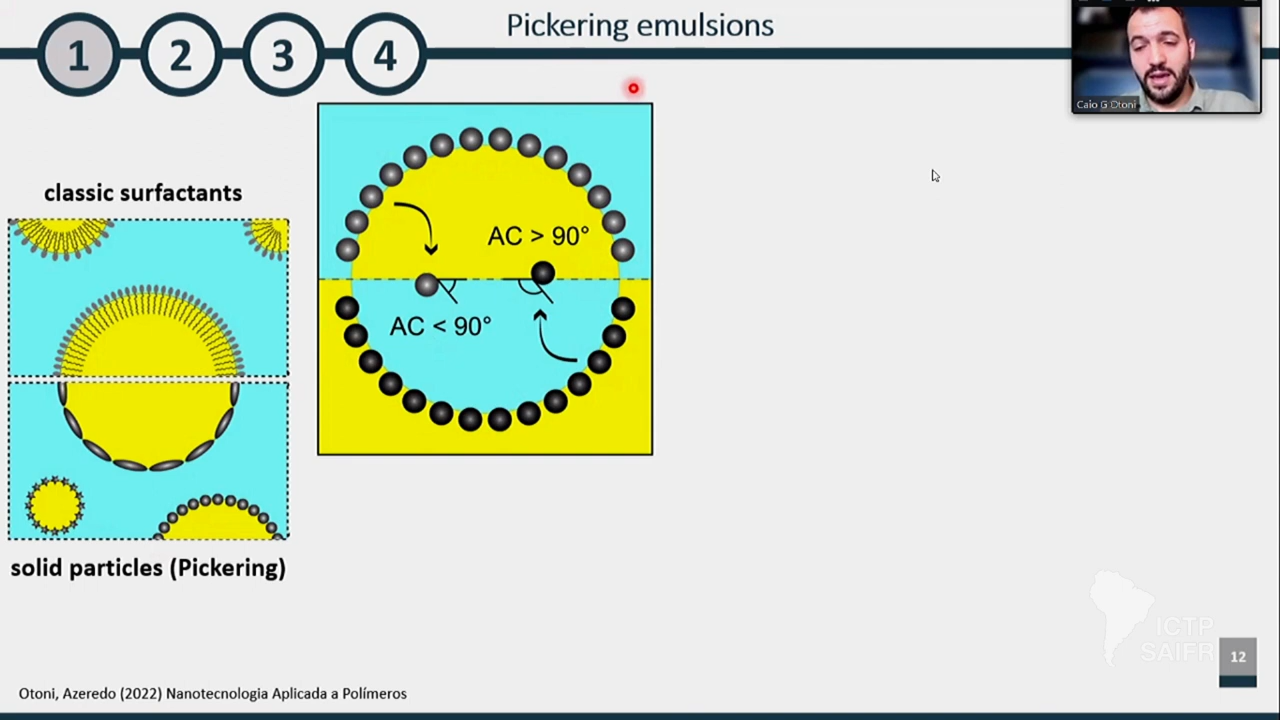 Pickering emulsions
1 2 3 4
Caio G Otoni
classic surfactants
AC > 90°
AC < 90°
solid particles (Pickering)
ICTP
SAIFR
12
Otoni, Azeredo (2022) Nanotecnologia Aplicada a Polímeros